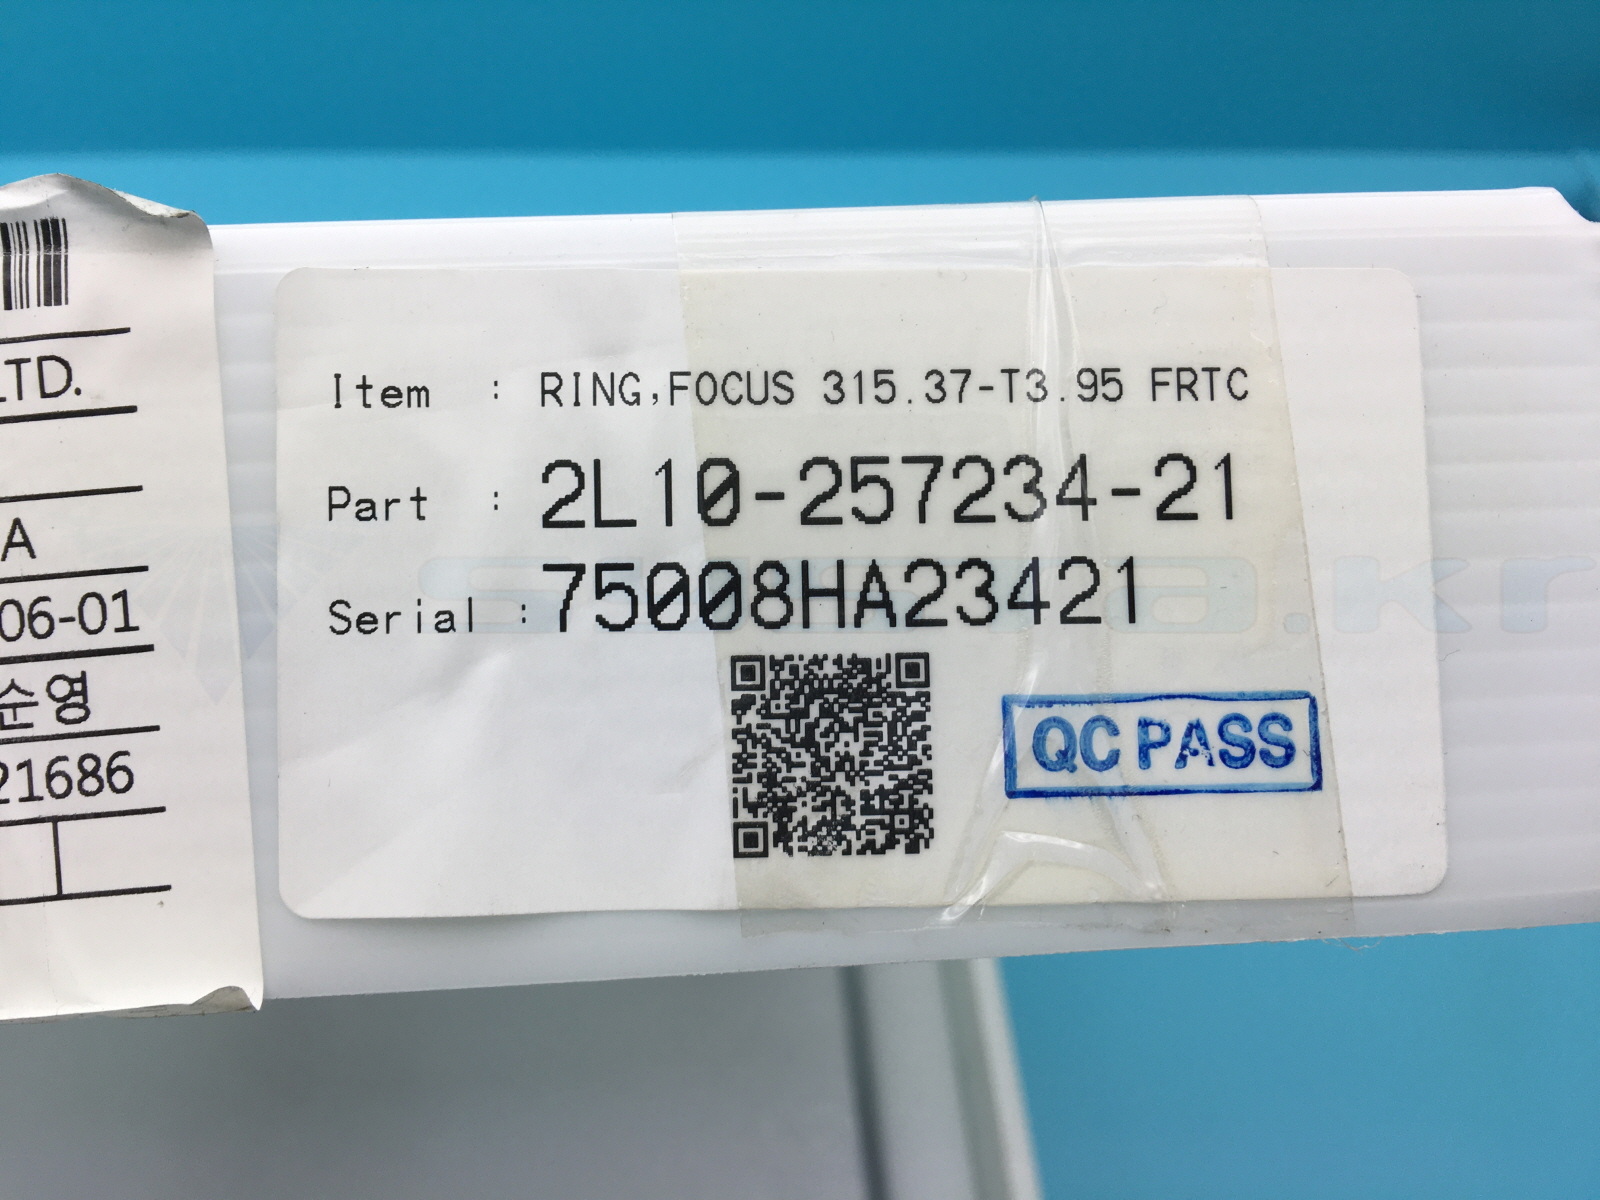 LTD.
A
06-01
순영
21686
Item : RING,FOCUS 315.37-T3.95 FRTC
Part : 2L10-257234-21
Serial : 75008HA23421
QC PASS